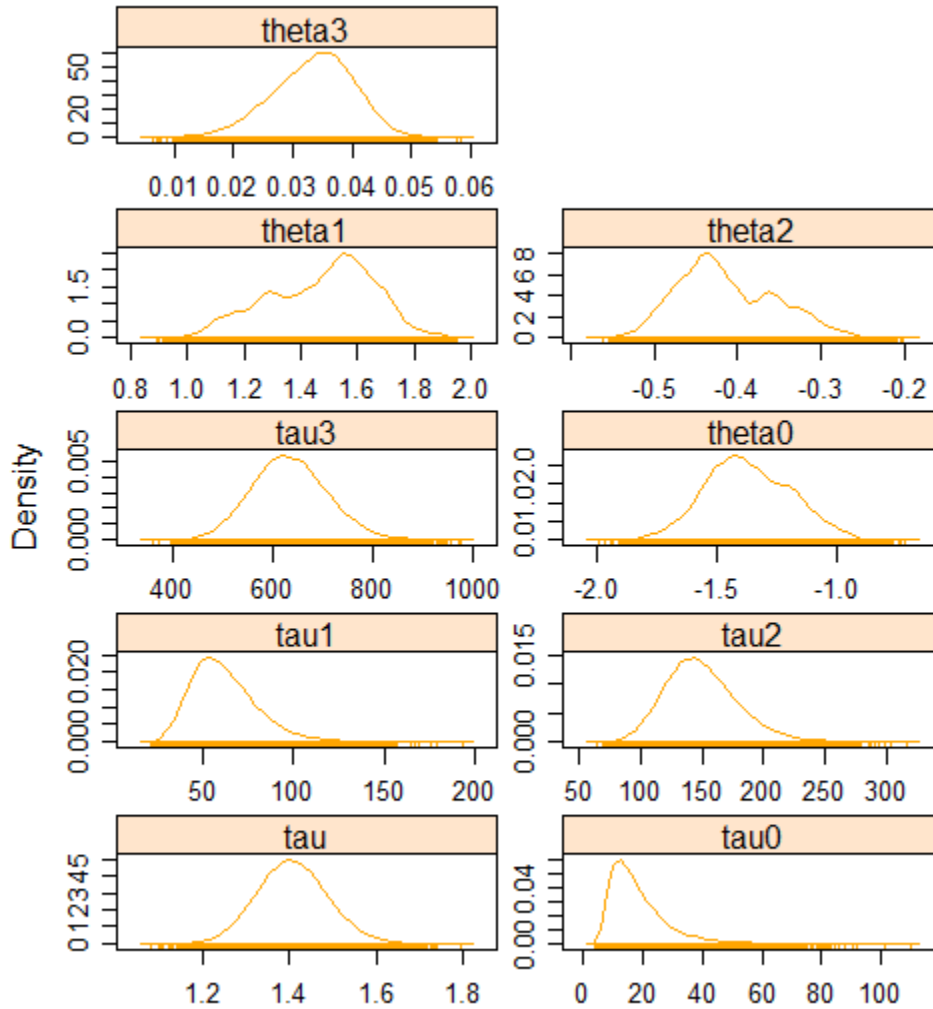 theta3
0 20 50
0.01 0.02 0.03 0.04 0.05 0.06
theta1 theta2
0.0 1.5
0 2 4 6 8
0.8 1.0 1.2 1.4 1.6 1.8 2.0
-0.5 -0.4 -0.3 -0.2
tau3 theta0
0.000 0.005
0.01.02.0
400 600 800 1000
-2.0 -1.5 -1.0
tau1 tau2
0.000 0.020
0.000 0.015
50 100 150 200
50 100 150 200 250 300
tau tau0
0 1 2 3 4 5
0.00 0.04
1.2 1.4 1.6 1.8
0 20 40 60 80 100
Density